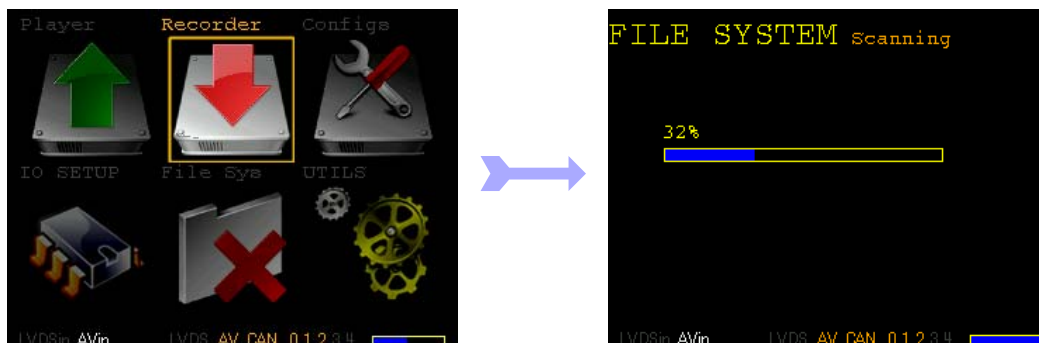 Player Recorder Configs
IO SETUP File Sys UTILS
LVDSin AVin LVDS AV CAN 0 1 2 3 4
FILE SYSTEM Scanning
32%
LVDSin AVin LVDS AV CAN 0 1 2 3 4